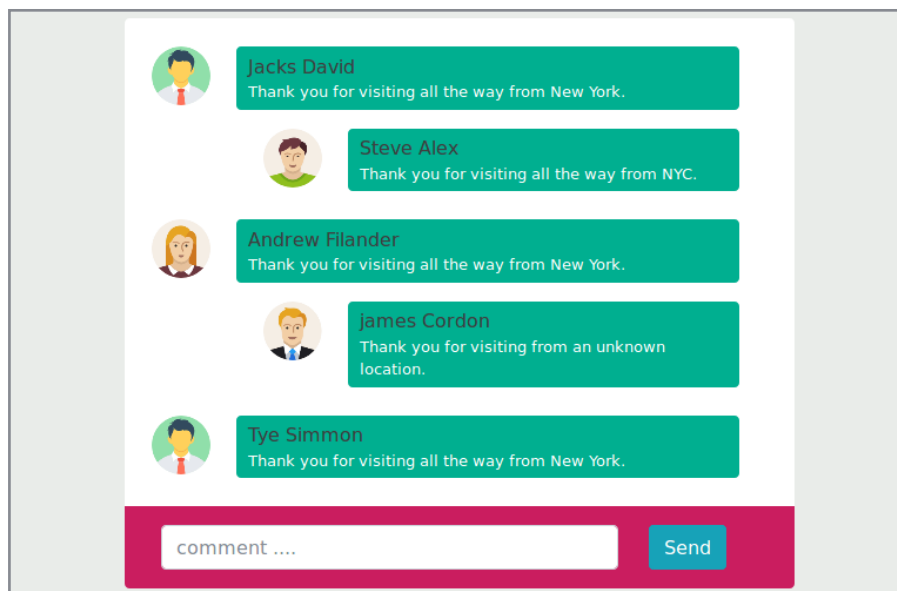 Jacks David
Thank you for visiting all the way from New York.
Steve Alex
Thank you for visiting all the way from NYC.
Andrew Filander
Thank you for visiting all the way from New York.
james Cordon
Thank you for visiting from an unknown
location.
Tye Simmon
Thank you for visiting all the way from New York.
comment ....
Send